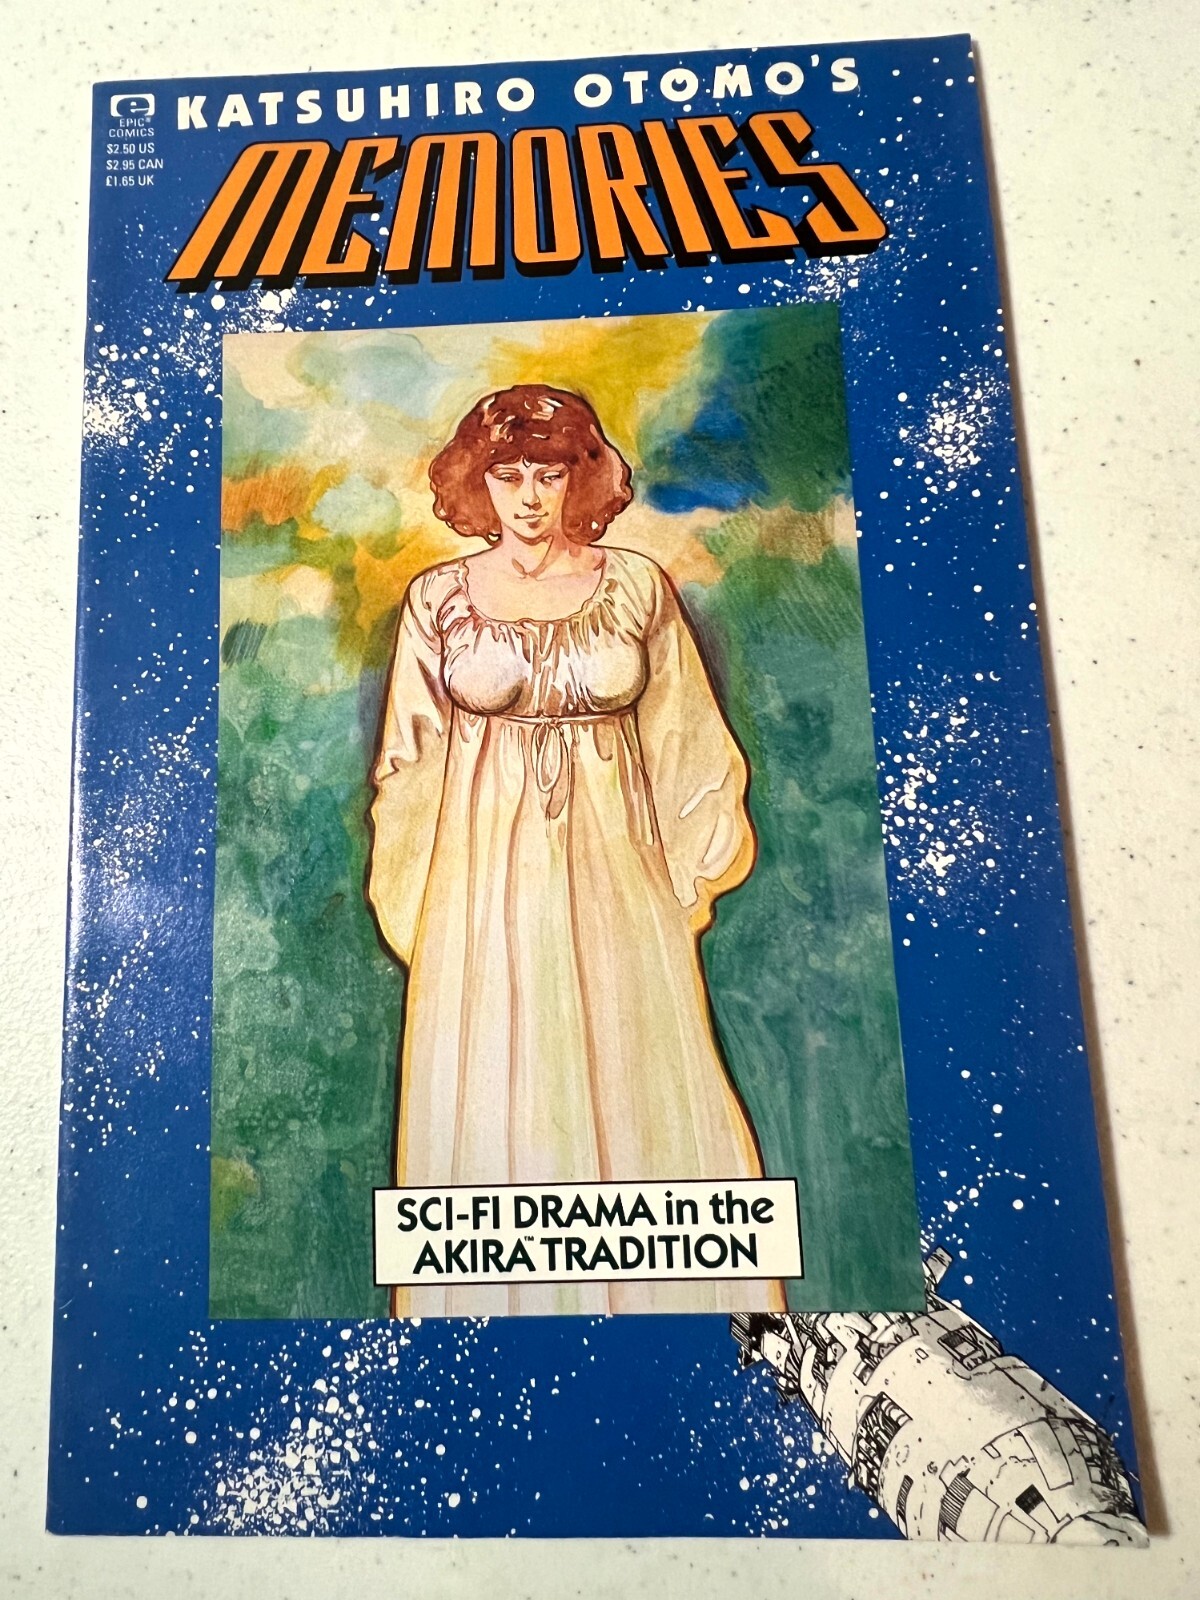 e
EPIC®
COMICS
$2.50 US
$2.95 CAN
£1.65 UK
KATSUHIRO OTOMO'S
MEMORIES
SCI-FI DRAMA in the
AKIRA™ TRADITION